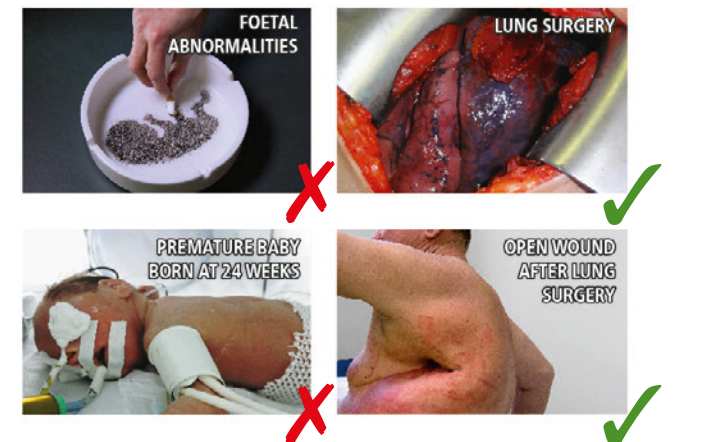 FOETAL
ABNORMALITIES
LUNG SURGERY
PREMATURE BABY
BORN AT 24 WEEKS
OPEN WOUND
AFTER LUNG
SURGERY